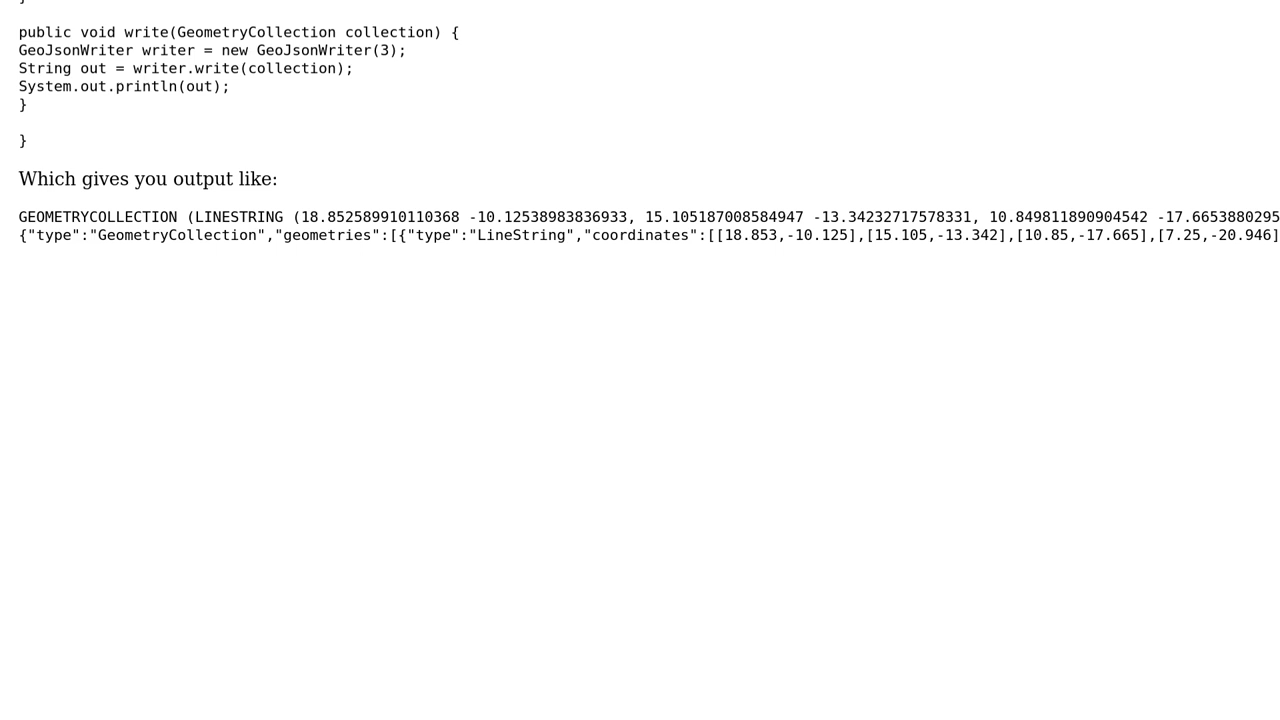 }
public void write(GeometryCollection collection) {
GeoJsonWriter writer = new GeoJsonWriter(3);
String out = writer.write(collection);
System.out.println(out);
}
}
Which gives you output like:
GEOMETRYCOLLECTION (LINESTRING (18.852589910110368 -10.12538983836933, 15.105187008584947 -13.34232717578331, 10.849811890904542 -17.6653880295
{"type":"GeometryCollection","geometries":[{"type":"LineString","coordinates":[[18.853,-10.125],[15.105,-13.342],[10.85,-17.665],[7.25,-20.946]